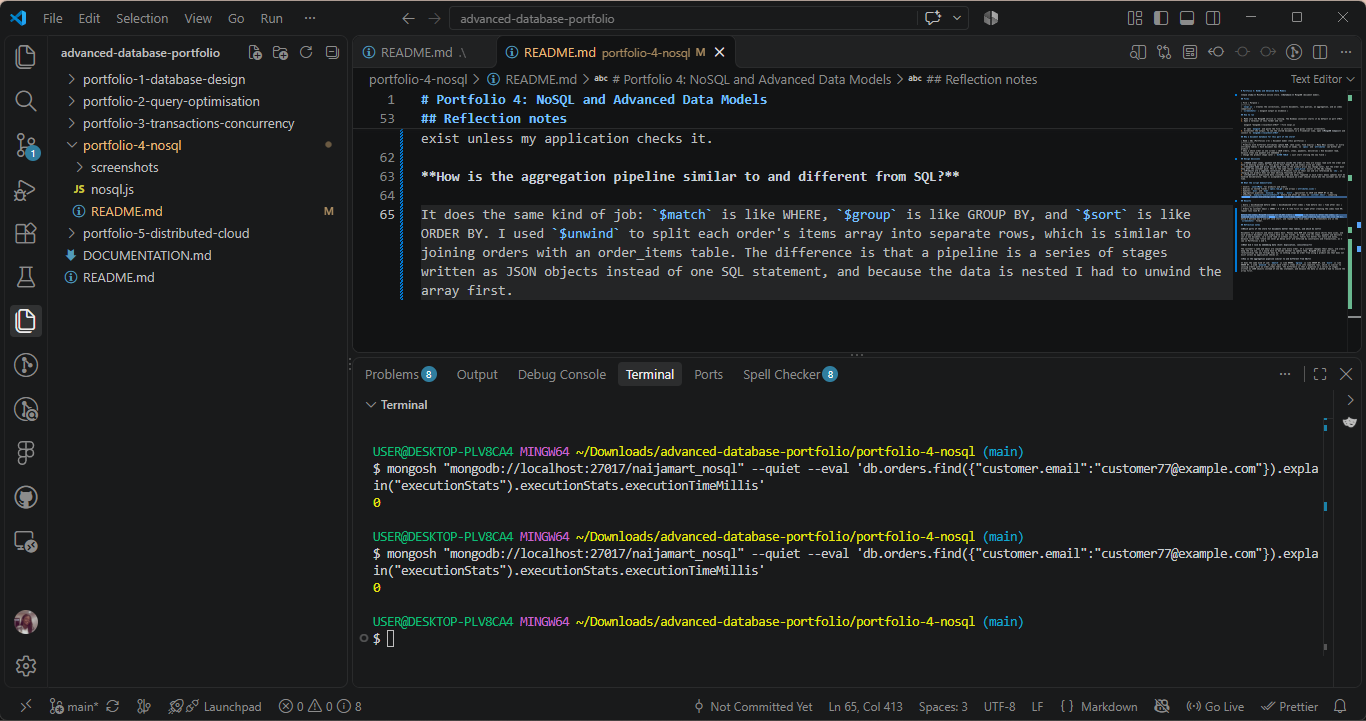 File Edit Selection View Go Run ··· advanced-database-portfolio
advanced-database-portfolio
portfolio-1-database-design
portfolio-2-query-optimisation
portfolio-3-transactions-concurrency
portfolio-4-nosql
screenshots
JS nosql.js
README.md M
portfolio-5-distributed-cloud
DOCUMENTATION.md
README.md
1
README.md .\ README.md portfolio-4-nosql M
portfolio-4-nosql > README.md > abc # Portfolio 4: NoSQL and Advanced Data Models > abc ## Reflection notes
Text Editor
1 # Portfolio 4: NoSQL and Advanced Data Models
53 ## Reflection notes
exist unless my application checks it.
62
63 **How is the aggregation pipeline similar to and different from SQL?**
64
65 It does the same kind of job: `$match` is like WHERE, `$group` is like GROUP BY, and `$sort` is like
ORDER BY. I used `$unwind` to split each order's items array into separate rows, which is similar to
joining orders with an order_items table. The difference is that a pipeline is a series of stages
written as JSON objects instead of one SQL statement, and because the data is nested I had to unwind the
array first.
Problems 8 Output Debug Console Terminal Ports Spell Checker 8
Terminal
USER@DESKTOP-PLV8CA4 MINGW64 ~/Downloads/advanced-database-portfolio/portfolio-4-nosql (main)
$ mongosh "mongodb://localhost:27017/naijamart_nosql" --quiet --eval 'db.orders.find({"customer.email":"customer77@example.com"}).expla
in("executionStats").executionStats.executionTimeMillis'
0
USER@DESKTOP-PLV8CA4 MINGW64 ~/Downloads/advanced-database-portfolio/portfolio-4-nosql (main)
$ mongosh "mongodb://localhost:27017/naijamart_nosql" --quiet --eval 'db.orders.find({"customer.email":"customer77@example.com"}).expla
in("executionStats").executionStats.executionTimeMillis'
0
USER@DESKTOP-PLV8CA4 MINGW64 ~/Downloads/advanced-database-portfolio/portfolio-4-nosql (main)
$
main* Launchpad 0 0 8 Not Committed Yet Ln 65, Col 413 Spaces: 3 UTF-8 LF { } Markdown Go Live Prettier